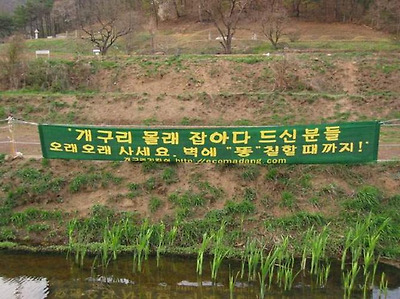 "개구리 몰래 잡아다 드신분들
오래오래 사세요. 벽에 "똥"칠할 때까지!"
http://ecomadang.com